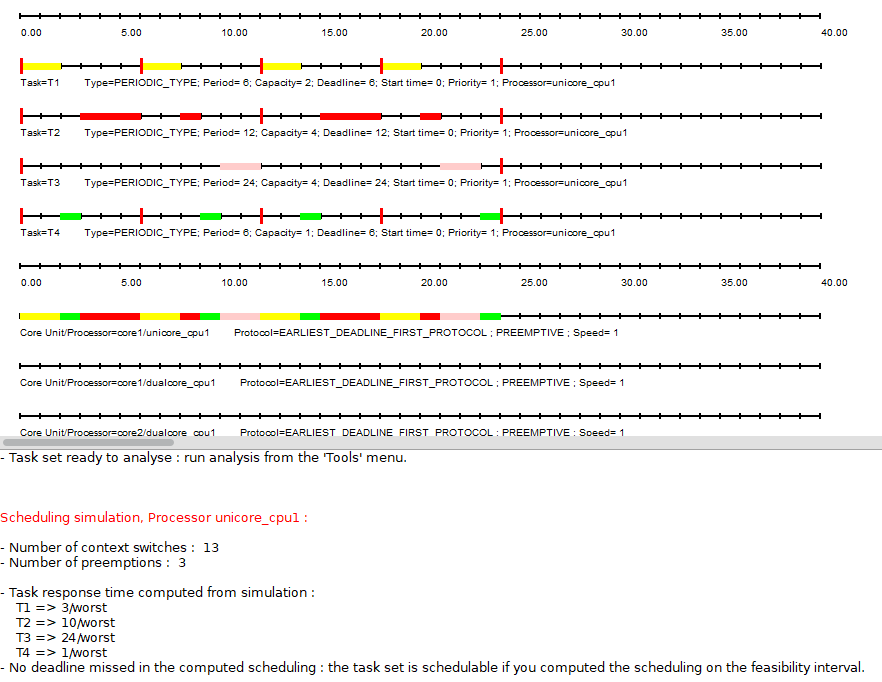 0.00 5.00 10.00 15.00 20.00 25.00 30.00 35.00 40.00
Task=T1 Type=PERIODIC_TYPE; Period= 6; Capacity= 2; Deadline= 6; Start time= 0; Priority= 1; Processor=unicore_cpu1
Task=T2 Type=PERIODIC_TYPE; Period= 12; Capacity= 4; Deadline= 12; Start time= 0; Priority= 1; Processor=unicore_cpu1
Task=T3 Type=PERIODIC_TYPE; Period= 24; Capacity= 4; Deadline= 24; Start time= 0; Priority= 1; Processor=unicore_cpu1
Task=T4 Type=PERIODIC_TYPE; Period= 6; Capacity= 1; Deadline= 6; Start time= 0; Priority= 1; Processor=unicore_cpu1
0.00 5.00 10.00 15.00 20.00 25.00 30.00 35.00 40.00
Core Unit/Processor=core1/unicore_cpu1 Protocol=EARLIEST_DEADLINE_FIRST_PROTOCOL ; PREEMPTIVE ; Speed= 1
Core Unit/Processor=core1/dualcore_cpu1 Protocol=EARLIEST_DEADLINE_FIRST_PROTOCOL ; PREEMPTIVE ; Speed= 1
Core Unit/Processor=core2/dualcore_cpu1 Protocol=EARLIEST_DEADLINE_FIRST_PROTOCOL ; PREEMPTIVE ; Speed= 1
- Task set ready to analyse : run analysis from the 'Tools' menu.
Scheduling simulation, Processor unicore_cpu1 :
- Number of context switches : 13
- Number of preemptions : 3
- Task response time computed from simulation :
T1 => 3/worst
T2 => 10/worst
T3 => 24/worst
T4 => 1/worst
- No deadline missed in the computed scheduling : the task set is schedulable if you computed the scheduling on the feasibility interval.